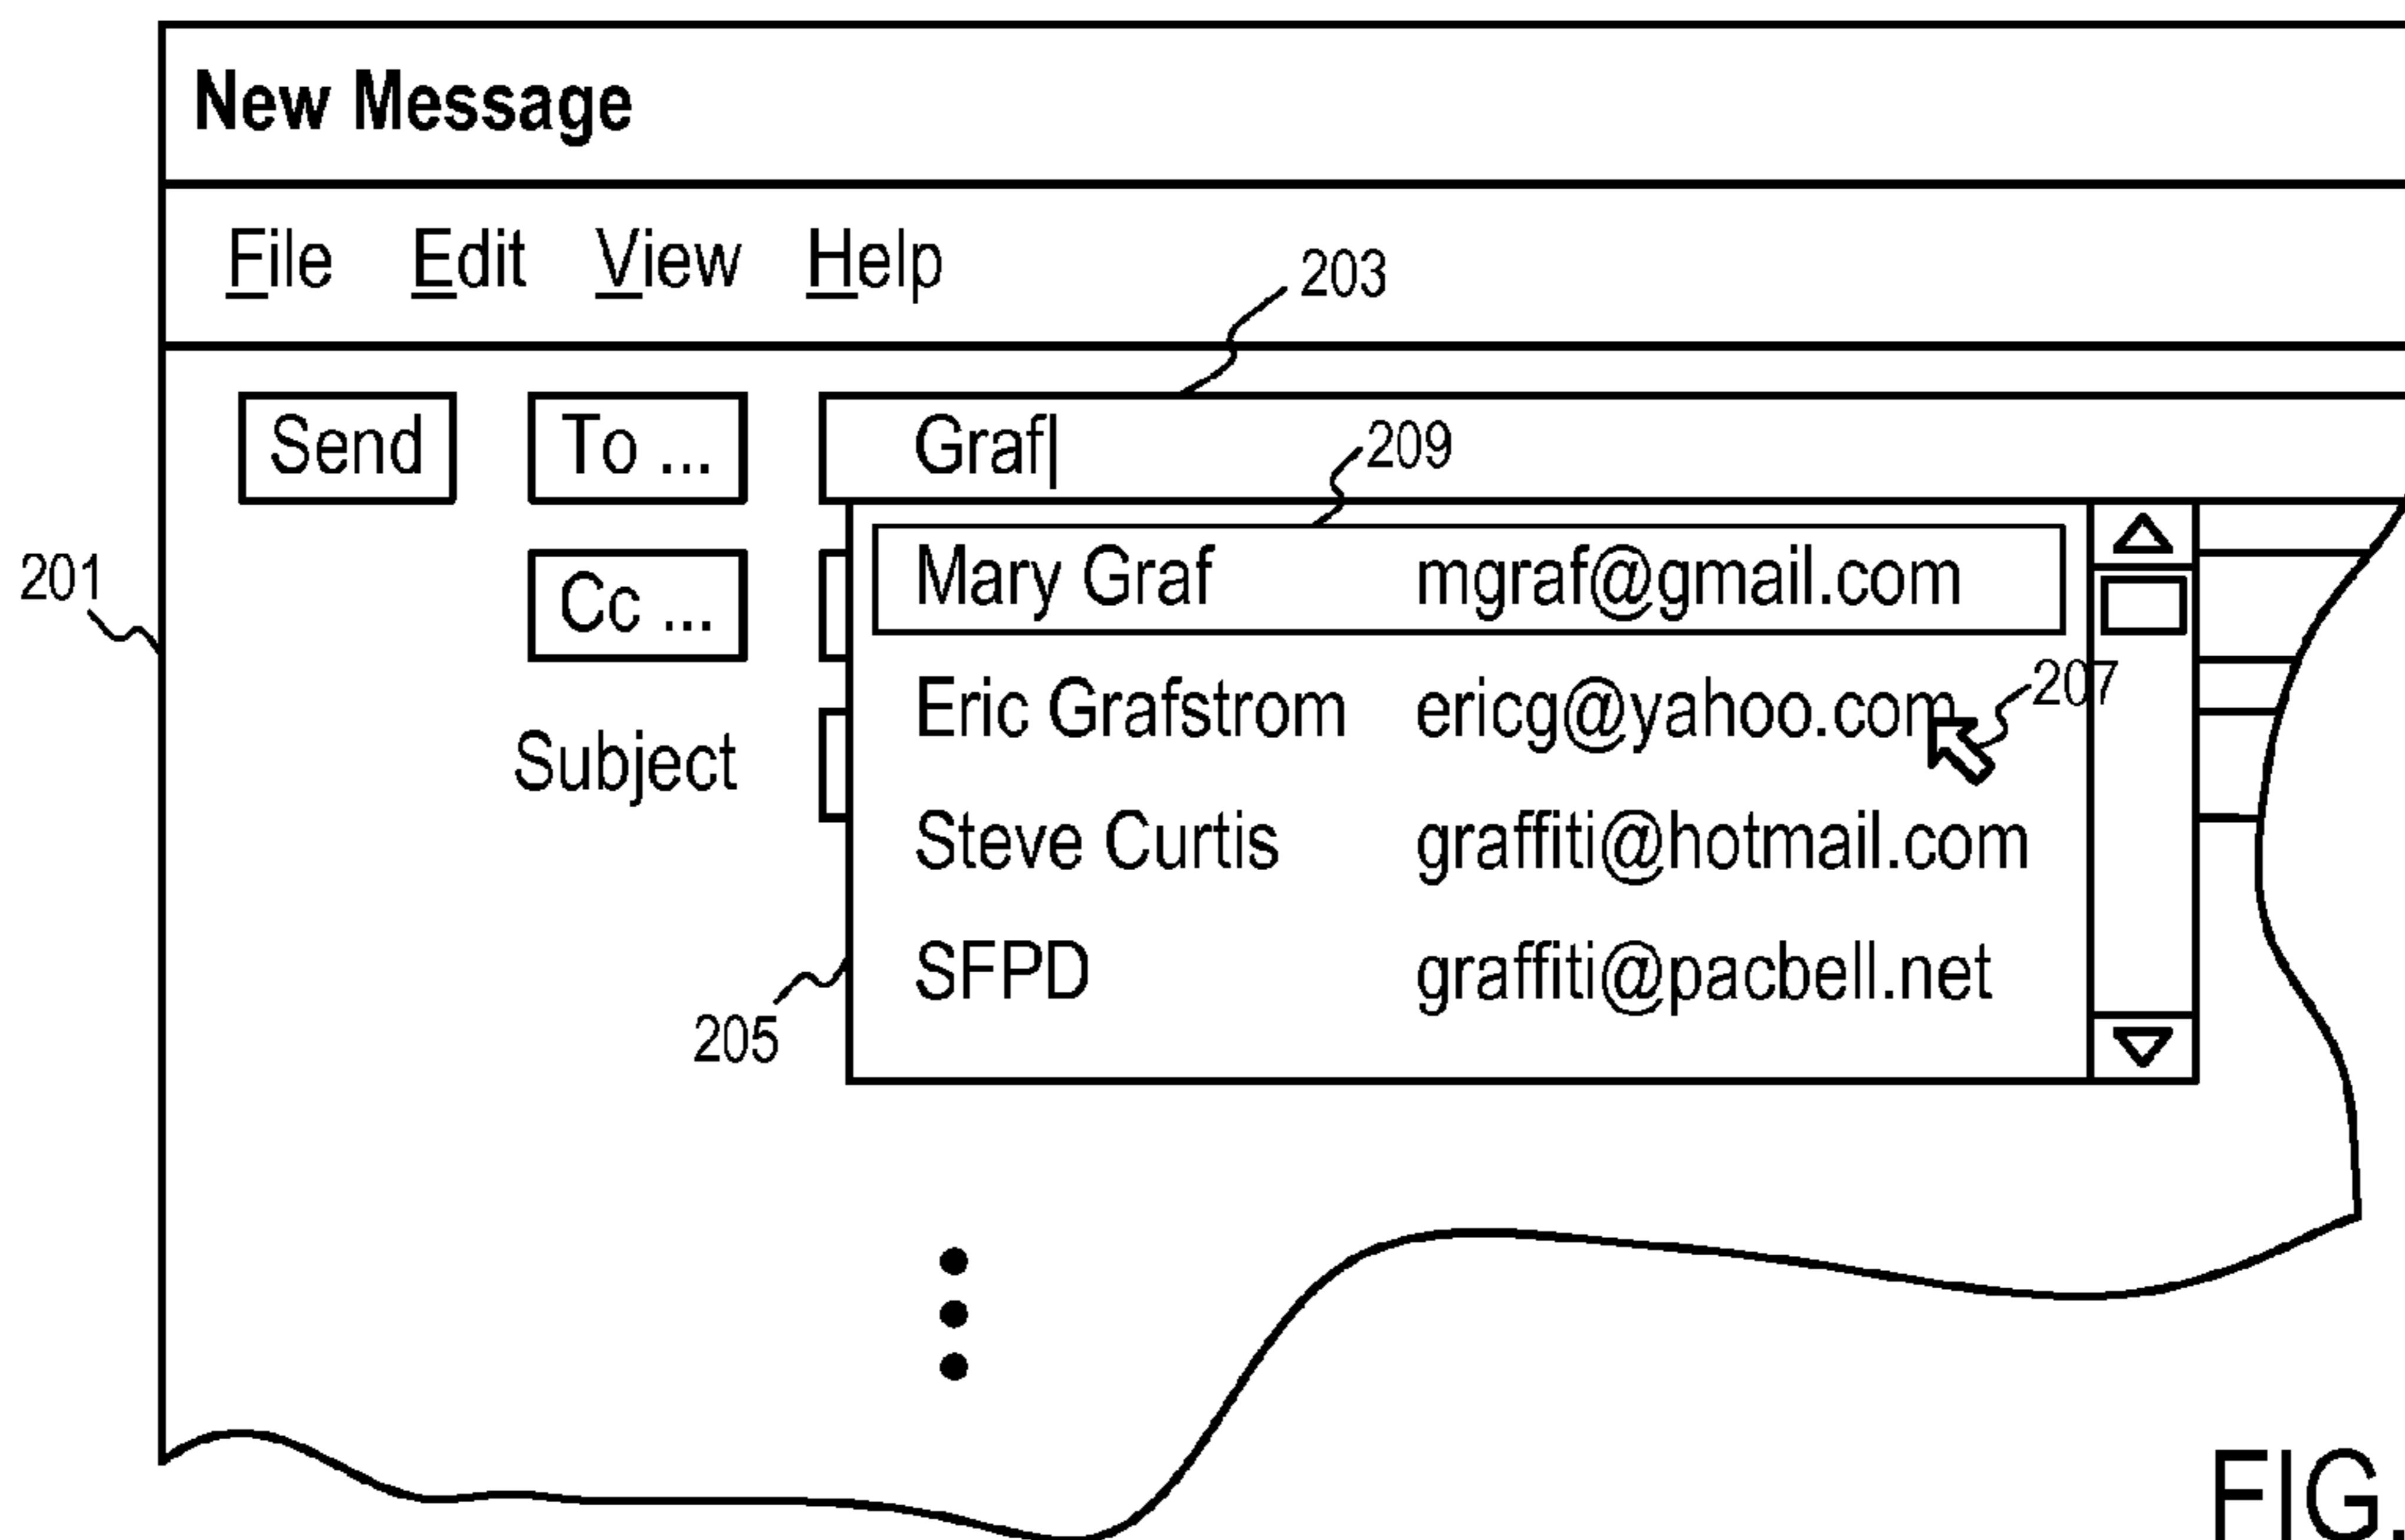 New Message
File Edit View Help
203
Send To ... Graf
209
201
Cc ...
Mary Graf mgraf@gmail.com
Eric Grafstrom ericg@yahoo.com
207
Subject
Steve Curtis graffiti@hotmail.com
SFPD graffiti@pacbell.net
205
FIG.